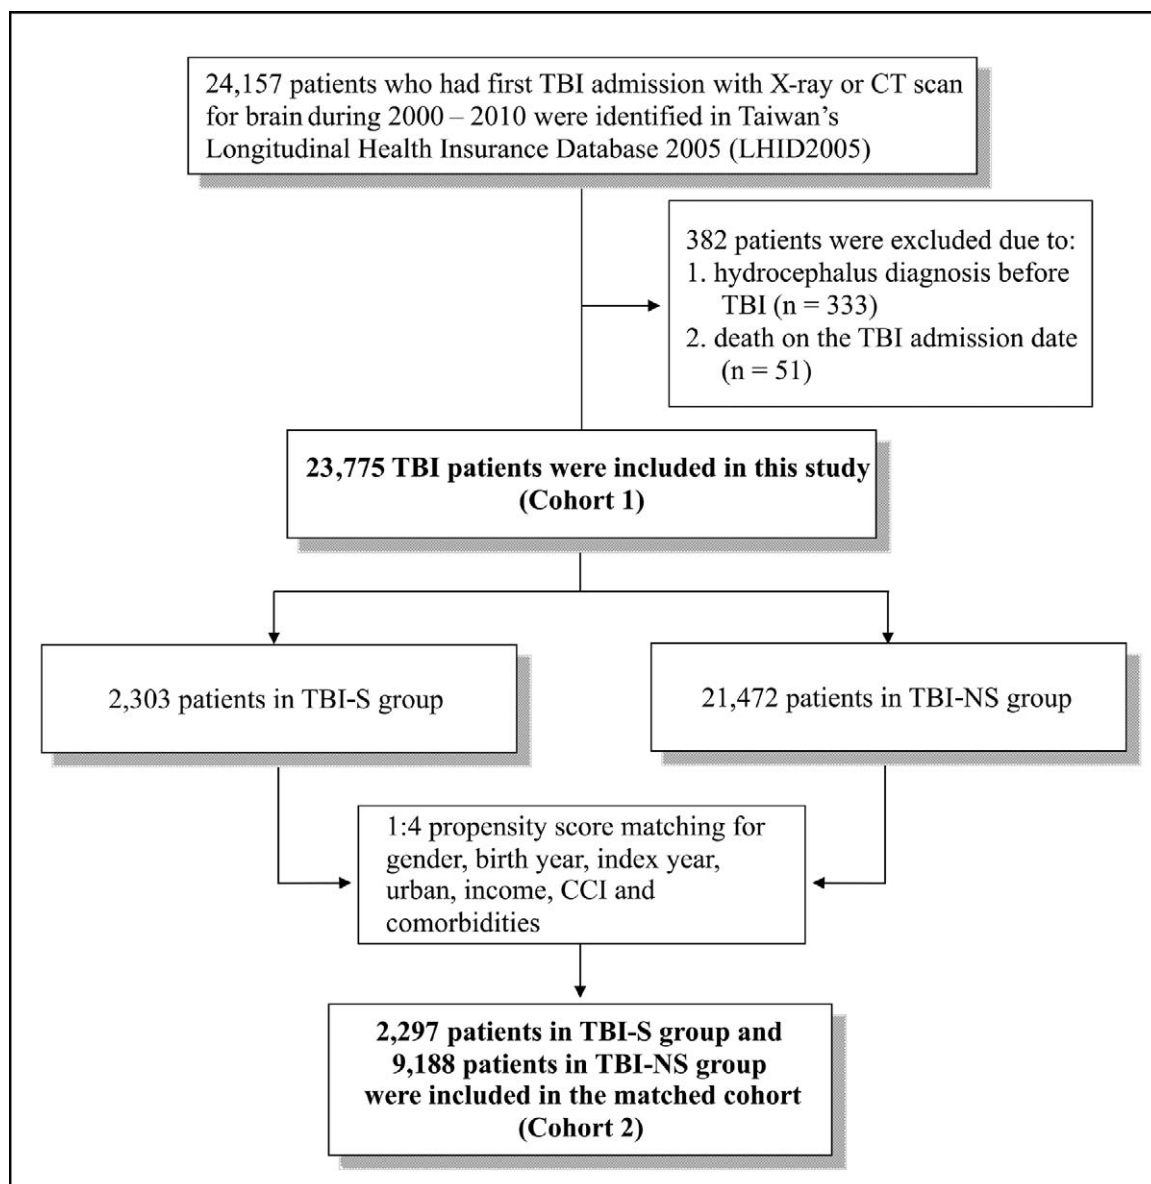 24,157 patients who had first TBI admission with X-ray or CT scan
for brain during 2000 – 2010 were identified in Taiwan’s
Longitudinal Health Insurance Database 2005 (LHID2005)
382 patients were excluded due to:
1. hydrocephalus diagnosis before
TBI (n = 333)
2. death on the TBI admission date
(n = 51)
23,775 TBI patients were included in this study
(Cohort 1)
2,303 patients in TBI-S group
21,472 patients in TBI-NS group
1:4 propensity score matching for
gender, birth year, index year,
urban, income, CCI and
comorbidities
2,297 patients in TBI-S group and
9,188 patients in TBI-NS group
were included in the matched cohort
(Cohort 2)